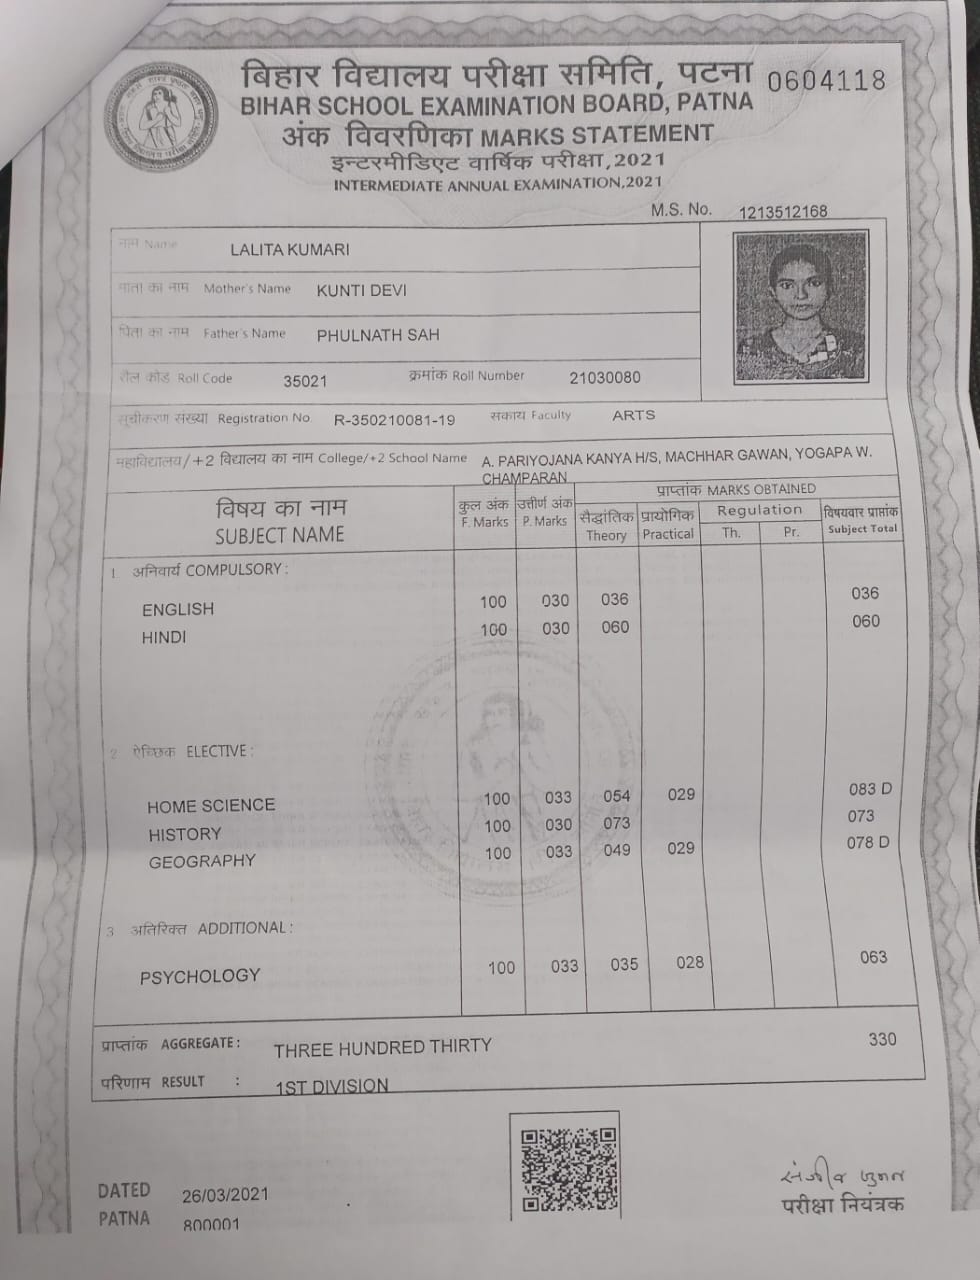 बिहार विद्यालय परीक्षा समिति, पटना 0604118
BIHAR SCHOOL EXAMINATION BOARD, PATNA
अंक विवरणिका MARKS STATEMENT
इन्टरमीडिएट वार्षिक परीक्षा, 2021
INTERMEDIATE ANNUAL EXAMINATION, 2021
M.S. No. 1213512168
नाम Name LALITA KUMARI
माता का नाम Mother's Name KUNTI DEVI
पिता का नाम Father's Name PHULNATH SAH
रौल कोड Roll Code 35021 क्रमांक Roll Number 21030080
सूचीकरण संख्या Registration No. R-350210081-19 संकाय Faculty ARTS
महाविद्यालय/+2 विद्यालय का नाम College/+2 School Name A. PARIYOJANA KANYA H/S, MACHHAR GAWAN, YOGAPA W.
CHAMPARAN
विषय का नाम कुल अंक उत्तीर्ण अंक प्राप्तांक MARKS OBTAINED
SUBJECT NAME F. Marks P. Marks सैद्धांतिक प्रायोगिक Regulation विषयवार प्राप्तांक
Theory Practical Th. Pr. Subject Total
1 अनिवार्य COMPULSORY :
ENGLISH 100 030 036 036
HINDI 100 030 060 060
2 ऐच्छिक ELECTIVE :
HOME SCIENCE 100 033 054 029 083 D
HISTORY 100 030 073 073
GEOGRAPHY 100 033 049 029 078 D
3 अतिरिक्त ADDITIONAL :
PSYCHOLOGY 100 033 035 028 063
प्राप्तांक AGGREGATE : THREE HUNDRED THIRTY 330
परिणाम RESULT : 1ST DIVISION
DATED 26/03/2021
PATNA 800001
परीक्षा नियंत्रक